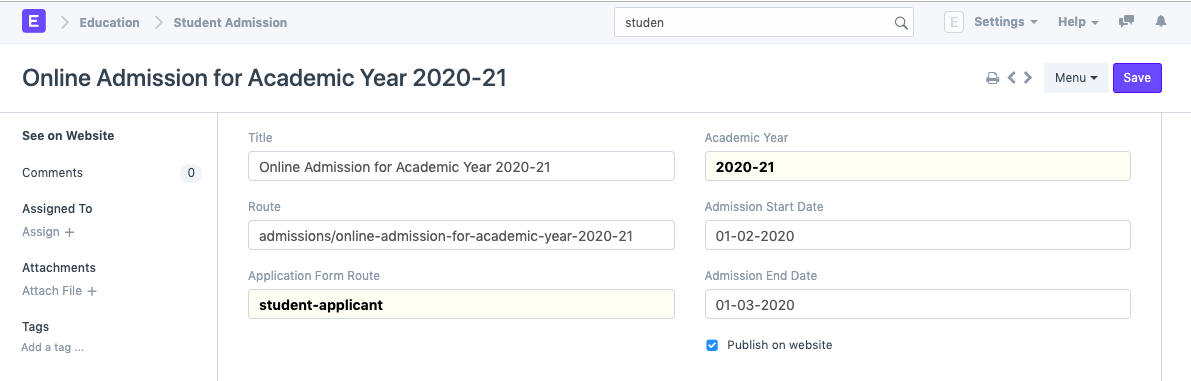 E Education Student Admission studen E Settings Help
Online Admission for Academic Year 2020-21 Menu Save
See on Website
Comments 0
Assigned To
Assign +
Attachments
Attach File +
Tags
Add a tag ...
Title
Online Admission for Academic Year 2020-21
Route
admissions/online-admission-for-academic-year-2020-21
Application Form Route
student-applicant
Academic Year
2020-21
Admission Start Date
01-02-2020
Admission End Date
01-03-2020
Publish on website